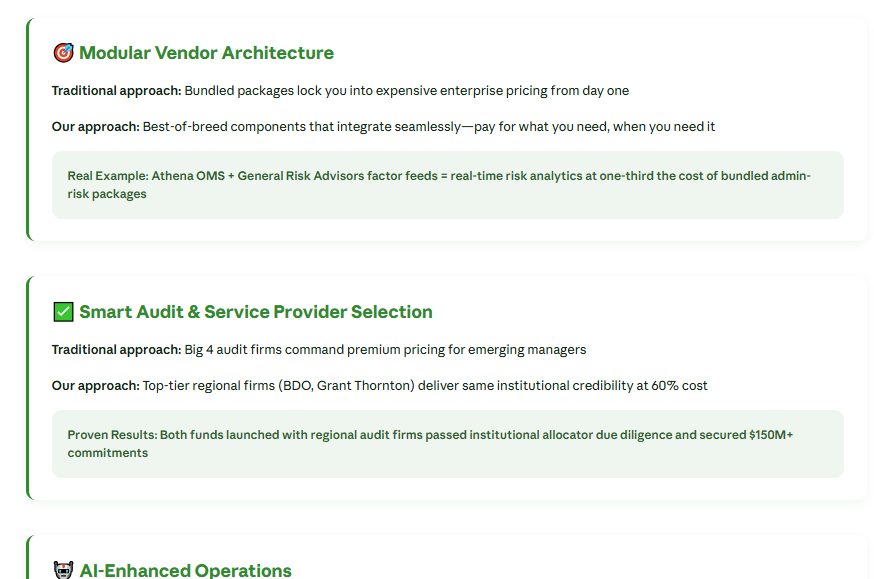 🎯 Modular Vendor Architecture
Traditional approach: Bundled packages lock you into expensive enterprise pricing from day one
Our approach: Best-of-breed components that integrate seamlessly—pay for what you need, when you need it
Real Example: Athena OMS + General Risk Advisors factor feeds = real-time risk analytics at one-third the cost of bundled admin-
risk packages
✅ Smart Audit & Service Provider Selection
Traditional approach: Big 4 audit firms command premium pricing for emerging managers
Our approach: Top-tier regional firms (BDO, Grant Thornton) deliver same institutional credibility at 60% cost
Proven Results: Both funds launched with regional audit firms passed institutional allocator due diligence and secured $150M+
commitments
🤖 AI-Enhanced Operations